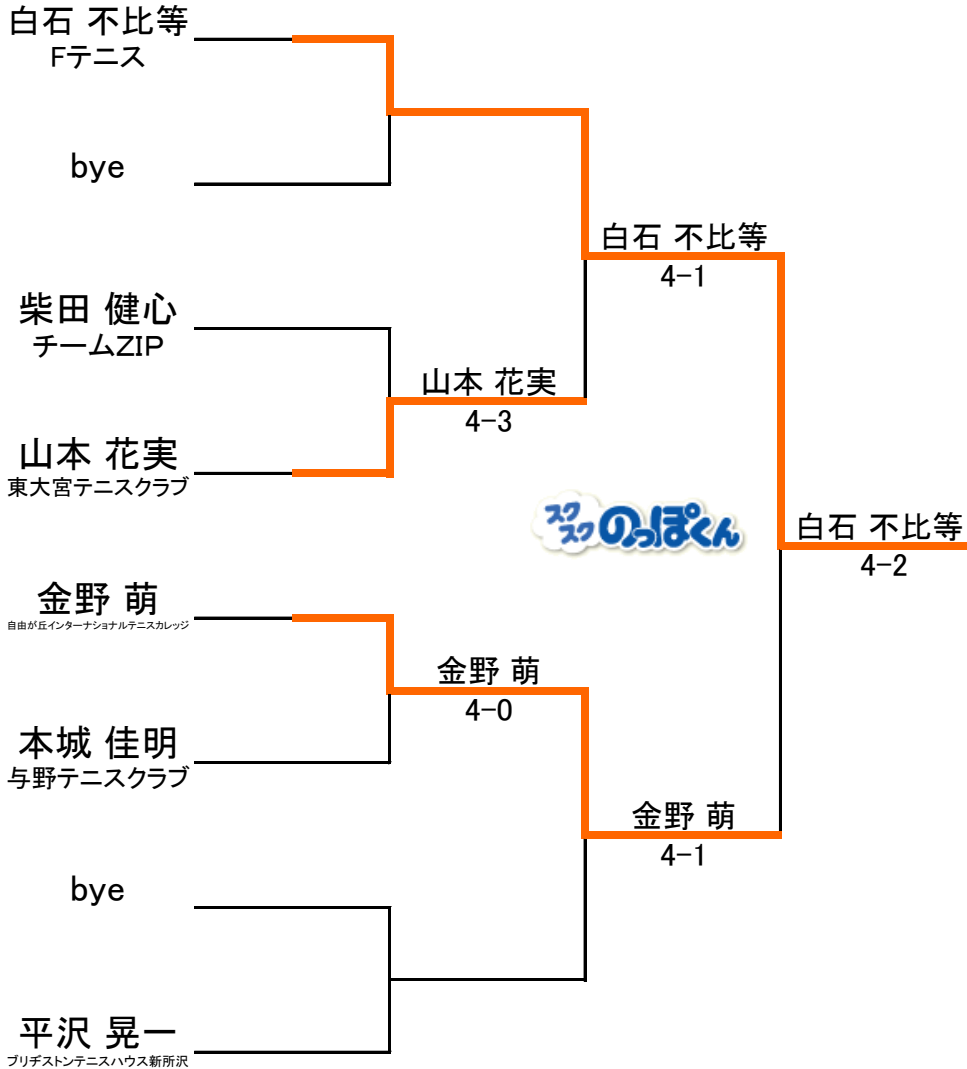 白石 不比等
Fテニス
bye
白石 不比等
4-1
柴田 健心
チームZIP
山本 花実
4-3
山本 花実
東大宮テニスクラブ
スク
スク のっぽくん
白石 不比等
4-2
金野 萌
自由が丘インターナショナルテニスカレッジ
金野 萌
4-0
本城 佳明
与野テニスクラブ
金野 萌
4-1
bye
平沢 晃一
ブリヂストンテニスハウス新所沢